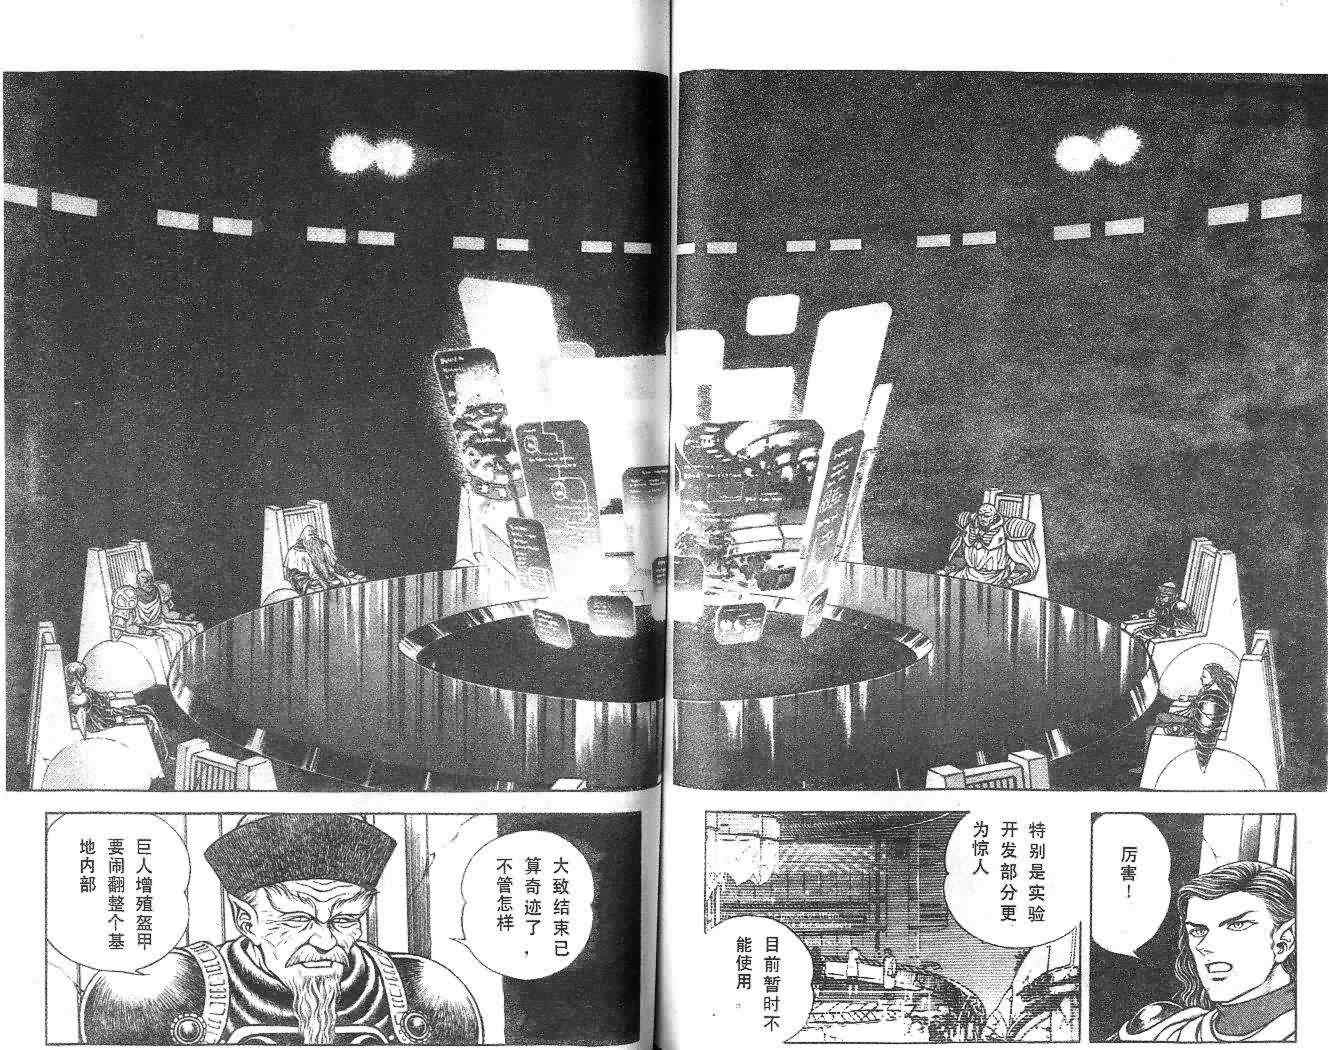 厉害！
特别是实验
开发部分更
为惊人
目前暂时不
能使用
大致结束已
算奇迹了，
不管怎样
巨人增殖盔甲
要闹翻整个基
地内部